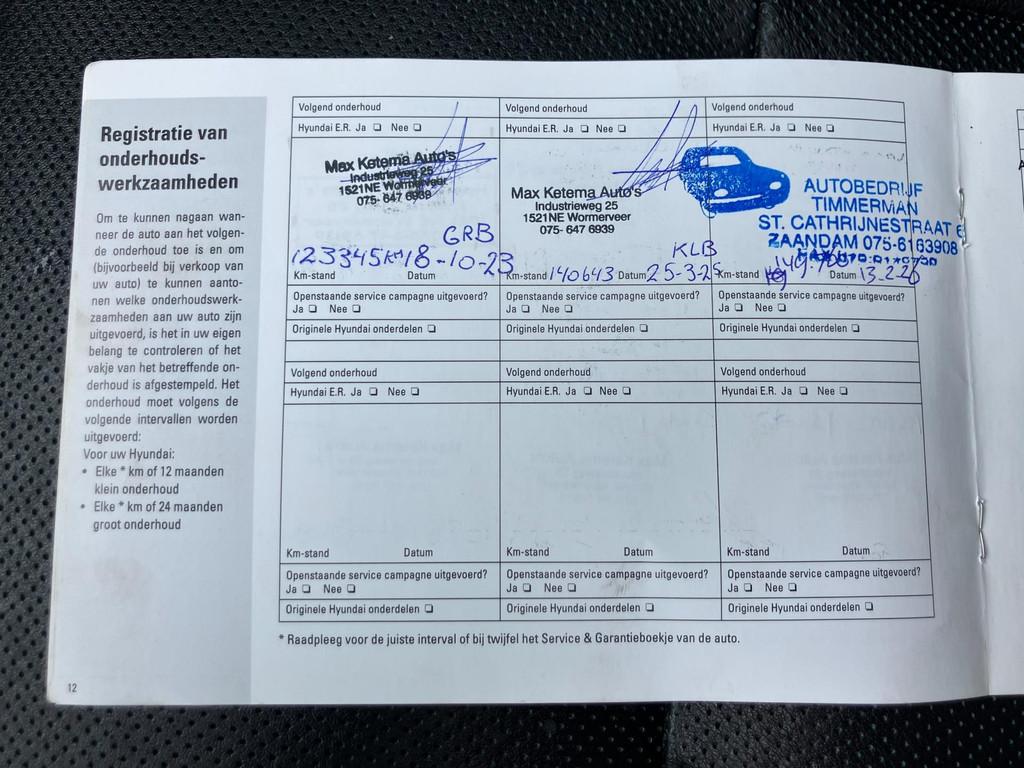 Registratie van
onderhouds-
werkzaamheden
Om te kunnen nagaan wan-
neer de auto aan het volgen-
de onderhoud toe is en om
(bijvoorbeeld bij verkoop van
uw auto) te kunnen aanto-
nen welke onderhoudswerk-
zaamheden aan uw auto zijn
uitgevoerd, is het in uw eigen
belang te controleren of het
vakje van het betreffende on-
derhoud is afgestempeld. Het
onderhoud moet volgens de
volgende intervallen worden
uitgevoerd:
Voor uw Hyundai:
• Elke * km of 12 maanden
klein onderhoud
• Elke * km of 24 maanden
groot onderhoud
12
Volgend onderhoud
Hyundai E.R. Ja ❏ Nee ❏
Max Ketema Auto's
Industrieweg 25
1521NE Wormerveer
075- 647 6939
GRB
123345KM 18-10-23
Km-stand Datum
Openstaande service campagne uitgevoerd?
Ja ❏ Nee ❏
Originele Hyundai onderdelen ❏
Volgend onderhoud
Hyundai E.R. Ja ❏ Nee ❏
Max Ketema Auto's
Industrieweg 25
1521NE Wormerveer
075- 647 6939
KLB
Km-stand 140643 Datum 25-3-25
Openstaande service campagne uitgevoerd?
Ja ❏ Nee ❏
Originele Hyundai onderdelen ❏
Volgend onderhoud
Hyundai E.R. Ja ❏ Nee ❏
AUTOBEDRIJF
TIMMERMAN
ST. CATHRIJNESTRAAT 6
ZAANDAM 075-6163908
Km-stand Datum 13-2-26
Openstaande service campagne uitgevoerd?
Ja ❏ Nee ❏
Originele Hyundai onderdelen ❏
Volgend onderhoud
Hyundai E.R. Ja ❏ Nee ❏
Km-stand Datum
Openstaande service campagne uitgevoerd?
Ja ❏ Nee ❏
Originele Hyundai onderdelen ❏
Volgend onderhoud
Hyundai E.R. Ja ❏ Nee ❏
Km-stand Datum
Openstaande service campagne uitgevoerd?
Ja ❏ Nee ❏
Originele Hyundai onderdelen ❏
Volgend onderhoud
Hyundai E.R. Ja ❏ Nee ❏
Km-stand Datum
Openstaande service campagne uitgevoerd?
Ja ❏ Nee ❏
Originele Hyundai onderdelen ❏
* Raadpleeg voor de juiste interval of bij twijfel het Service & Garantieboekje van de auto.